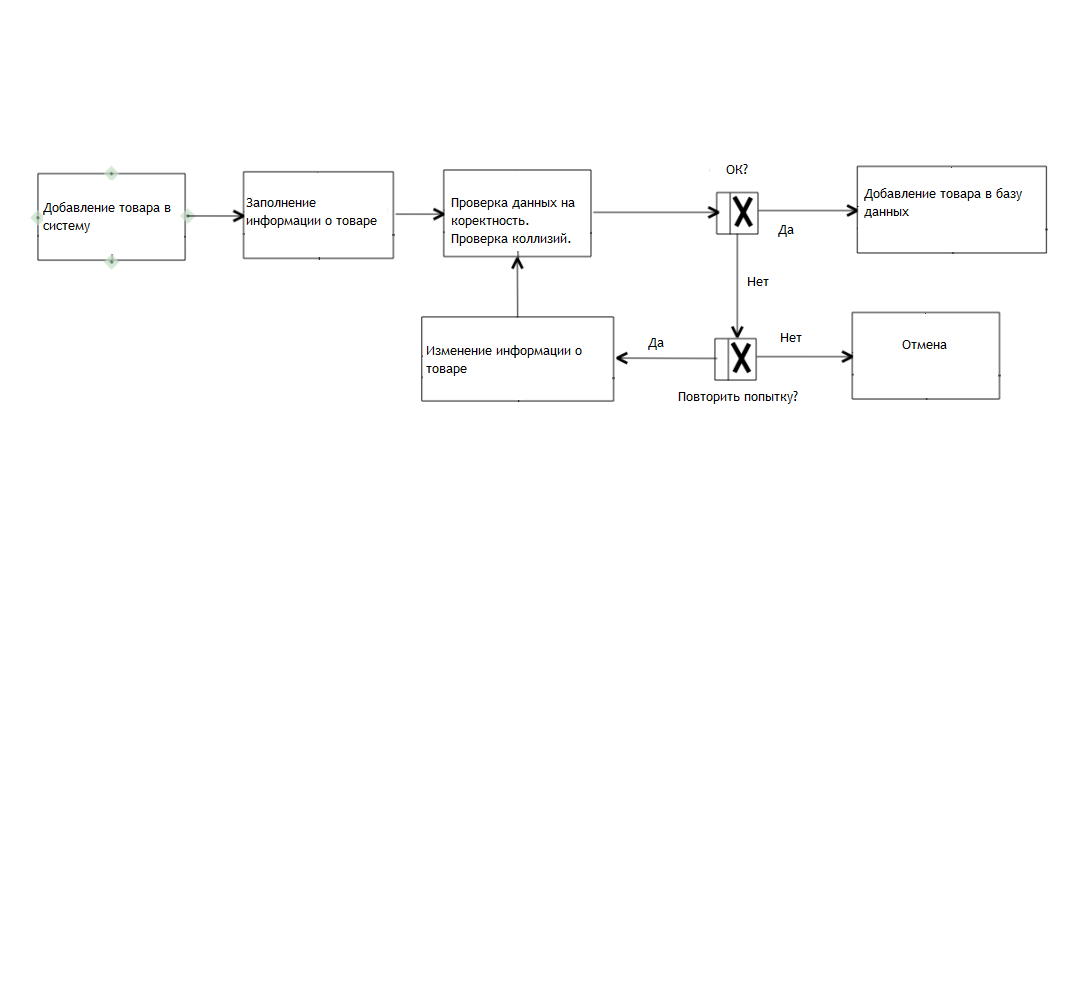 Добавление товара в
систему
Заполнение
информации о товаре
Проверка данных на
коректность.
Проверка коллизий.
ОК?
Да
Добавление товара в базу
данных
Нет
Изменение информации о
товаре
Да
Повторить попытку?
Нет
Отмена